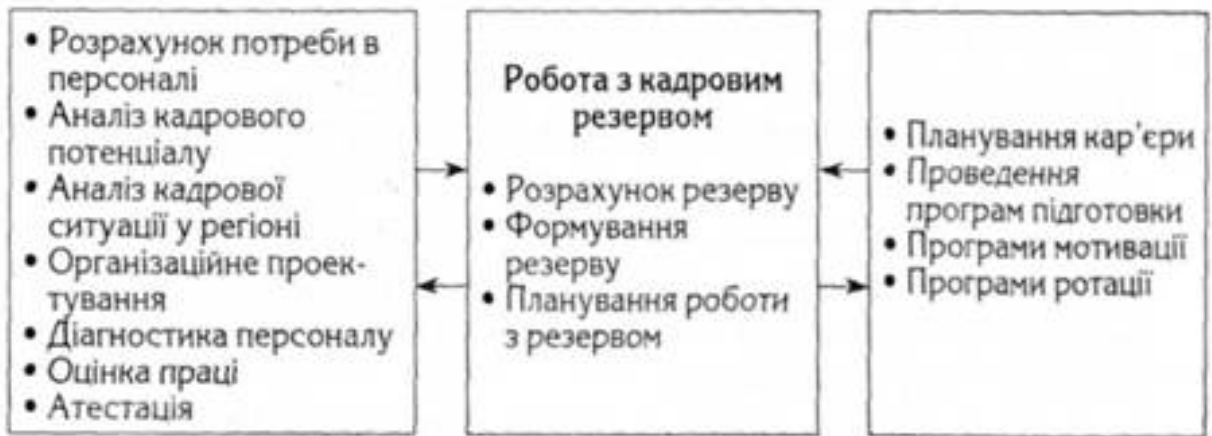 • Розрахунок потреби в
персоналі
• Аналіз кадрового
потенціалу
• Аналіз кадрової
ситуації у регіоні
• Організаційне проек-
тування
• Діагностика персоналу
• Оцінка праці
• Атестація
Робота з кадровим
резервом
• Розрахунок резерву
• Формування
резерву
• Планування роботи
з резервом
• Планування кар’єри
• Проведення
програм підготовки
• Програми мотивації
• Програми ротації